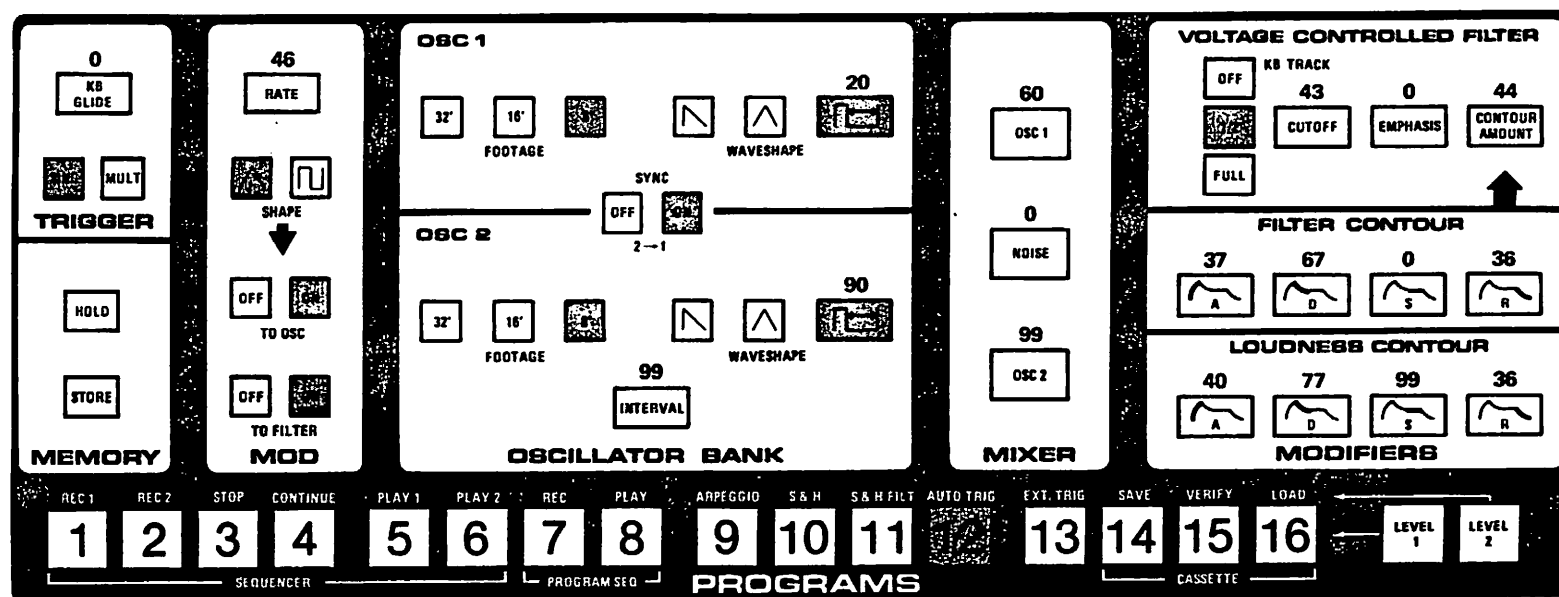 0
KB
GLIDE
MULT
TRIGGER
HOLD
STORE
MEMORY
46
RATE
SHAPE
OFF
ON
TO OSC
OFF
TO FILTER
MOD
OSC 1
20
32'
16'
FOOTAGE
WAVESHAPE
SYNC
OFF
ON
2→1
OSC 2
90
32'
16'
8'
FOOTAGE
WAVESHAPE
99
INTERVAL
OSCILLATOR BANK
60
OSC 1
0
NOISE
99
OSC 2
MIXER
VOLTAGE CONTROLLED FILTER
OFF
KB TRACK
FULL
43
CUTOFF
0
EMPHASIS
44
CONTOUR
AMOUNT
FILTER CONTOUR
37 67 0 36
A D S R
LOUDNESS CONTOUR
40 77 99 36
A D S R
MODIFIERS
REC 1 REC 2 STOP CONTINUE PLAY 1 PLAY 2 REC PLAY ARPEGGIO S & H S & H FILT AUTO TRIG EXT. TRIG SAVE VERIFY LOAD
1 2 3 4 5 6 7 8 9 10 11 12 13 14 15 16
LEVEL
1
LEVEL
2
SEQUENCER
PROGRAM SEQ
PROGRAMS
CASSETTE